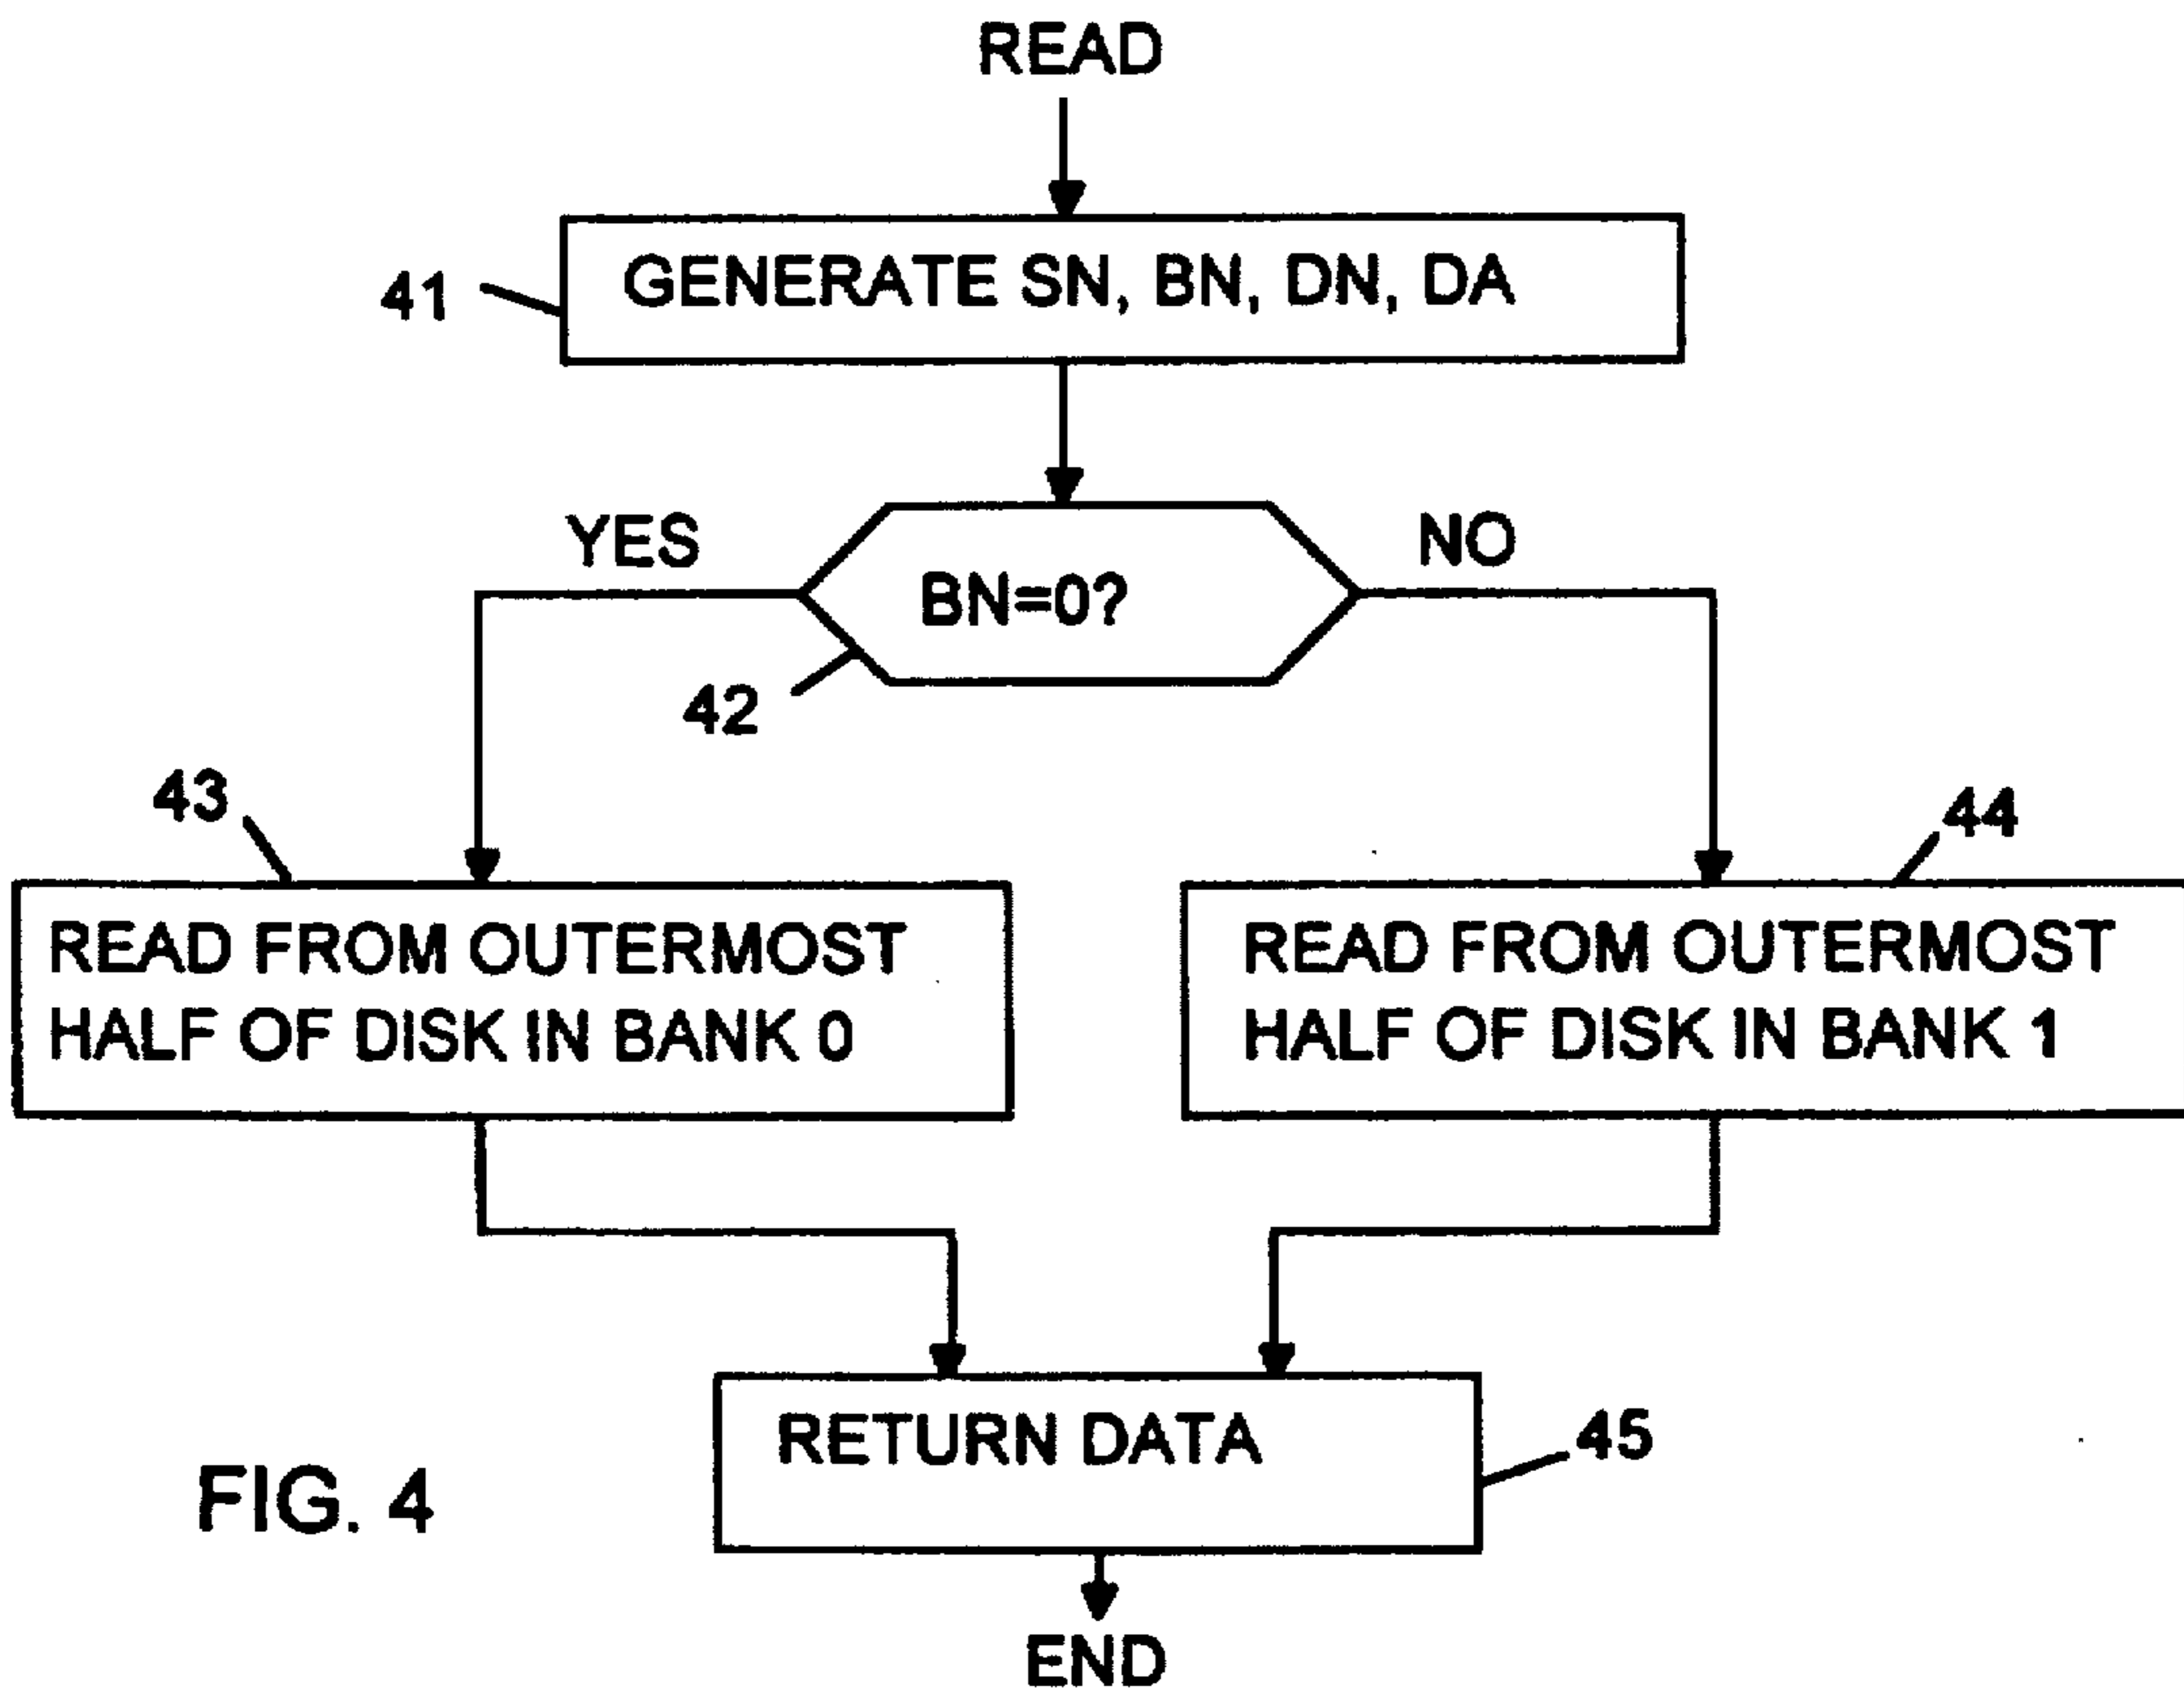 READ
41
GENERATE SN, BN, DN, DA
YES
NO
BN=0?
42
43
44
READ FROM OUTERMOST
HALF OF DISK IN BANK 0
READ FROM OUTERMOST
HALF OF DISK IN BANK 1
RETURN DATA
45
FIG. 4
END